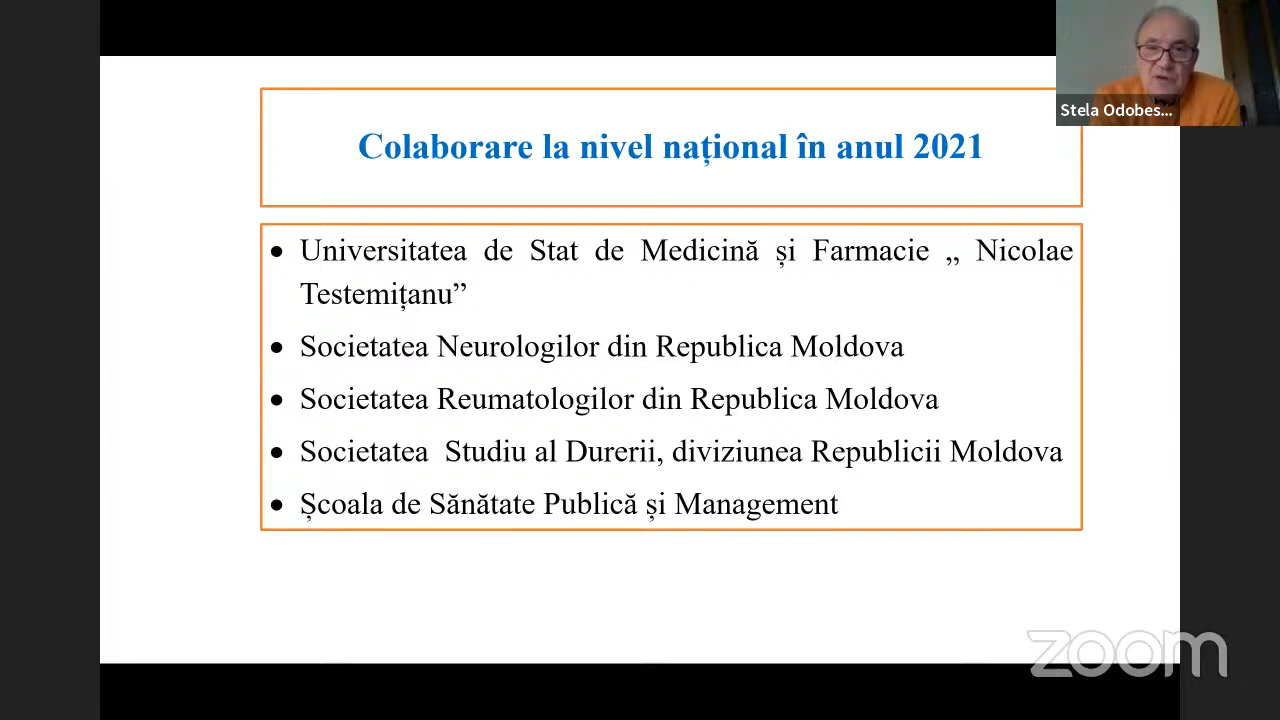 Stela Odobes...
Colaborare la nivel național în anul 2021
• Universitatea de Stat de Medicină și Farmacie „ Nicolae
Testemițanu”
• Societatea Neurologilor din Republica Moldova
• Societatea Reumatologilor din Republica Moldova
• Societatea Studiu al Durerii, diviziunea Republicii Moldova
• Școala de Sănătate Publică și Management
zoom